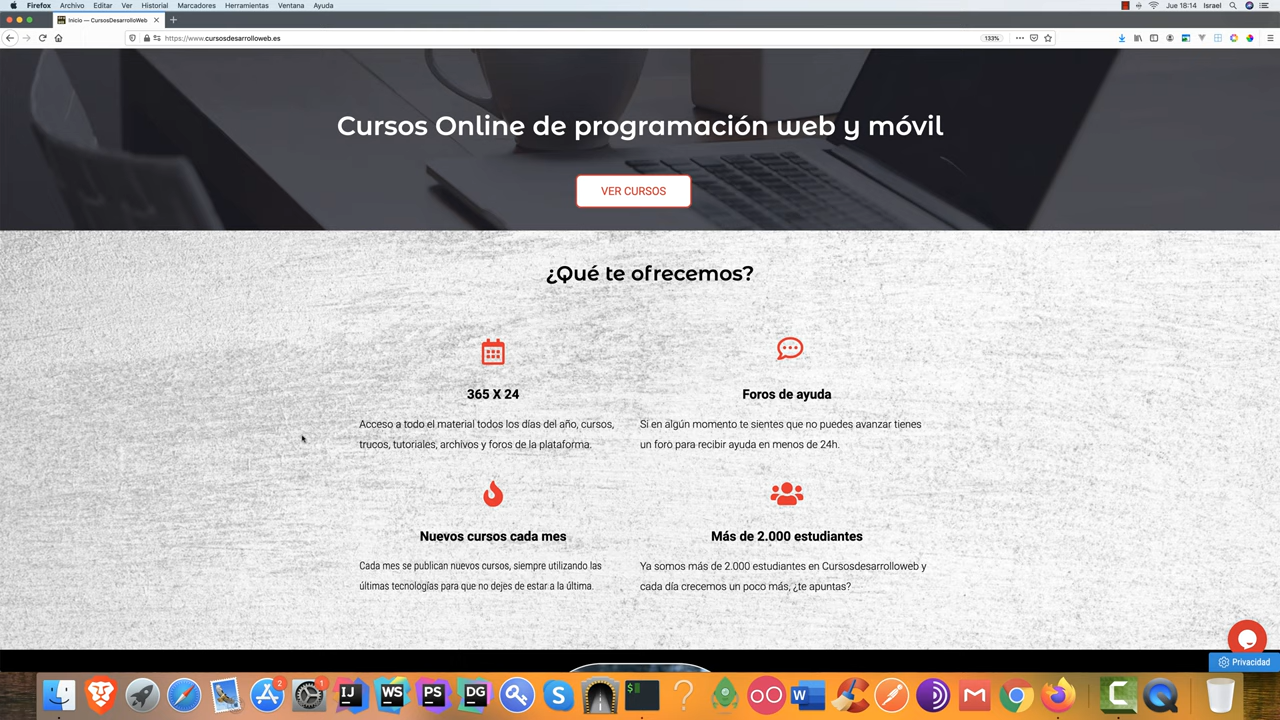 Firefox Archivo Editar Ver Historial Marcadores Herramientas Ventana Ayuda
Jue 18:14 Israel
Inicio — CursosDesarrolloWeb
https://www.cursosdesarrolloweb.es
133%
Cursos Online de programación web y móvil
VER CURSOS
¿Qué te ofrecemos?
365 X 24
Acceso a todo el material todos los días del año, cursos,
trucos, tutoriales, archivos y foros de la plataforma.
Foros de ayuda
Si en algún momento te sientes que no puedes avanzar tienes
un foro para recibir ayuda en menos de 24h.
Nuevos cursos cada mes
Cada mes se publican nuevos cursos, siempre utilizando las
últimas tecnologías para que no dejes de estar a la última.
Más de 2.000 estudiantes
Ya somos más de 2.000 estudiantes en Cursosdesarrolloweb y
cada día crecemos un poco más, ¿te apuntas?
Privacidad
2 1 IJ WS PS DG S $ ? W M C